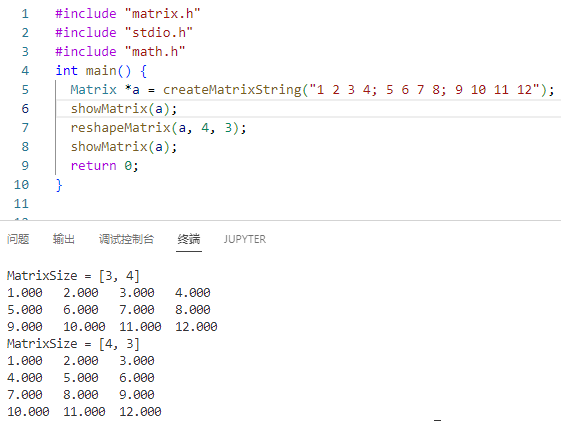 1 #include "matrix.h"
2 #include "stdio.h"
3 #include "math.h"
4 int main() {
5 Matrix *a = createMatrixString("1 2 3 4; 5 6 7 8; 9 10 11 12");
6 showMatrix(a);
7 reshapeMatrix(a, 4, 3);
8 showMatrix(a);
9 return 0;
10 }
11
问题 输出 调试控制台 终端 JUPYTER
MatrixSize = [3, 4]
1.000 2.000 3.000 4.000
5.000 6.000 7.000 8.000
9.000 10.000 11.000 12.000
MatrixSize = [4, 3]
1.000 2.000 3.000
4.000 5.000 6.000
7.000 8.000 9.000
10.000 11.000 12.000